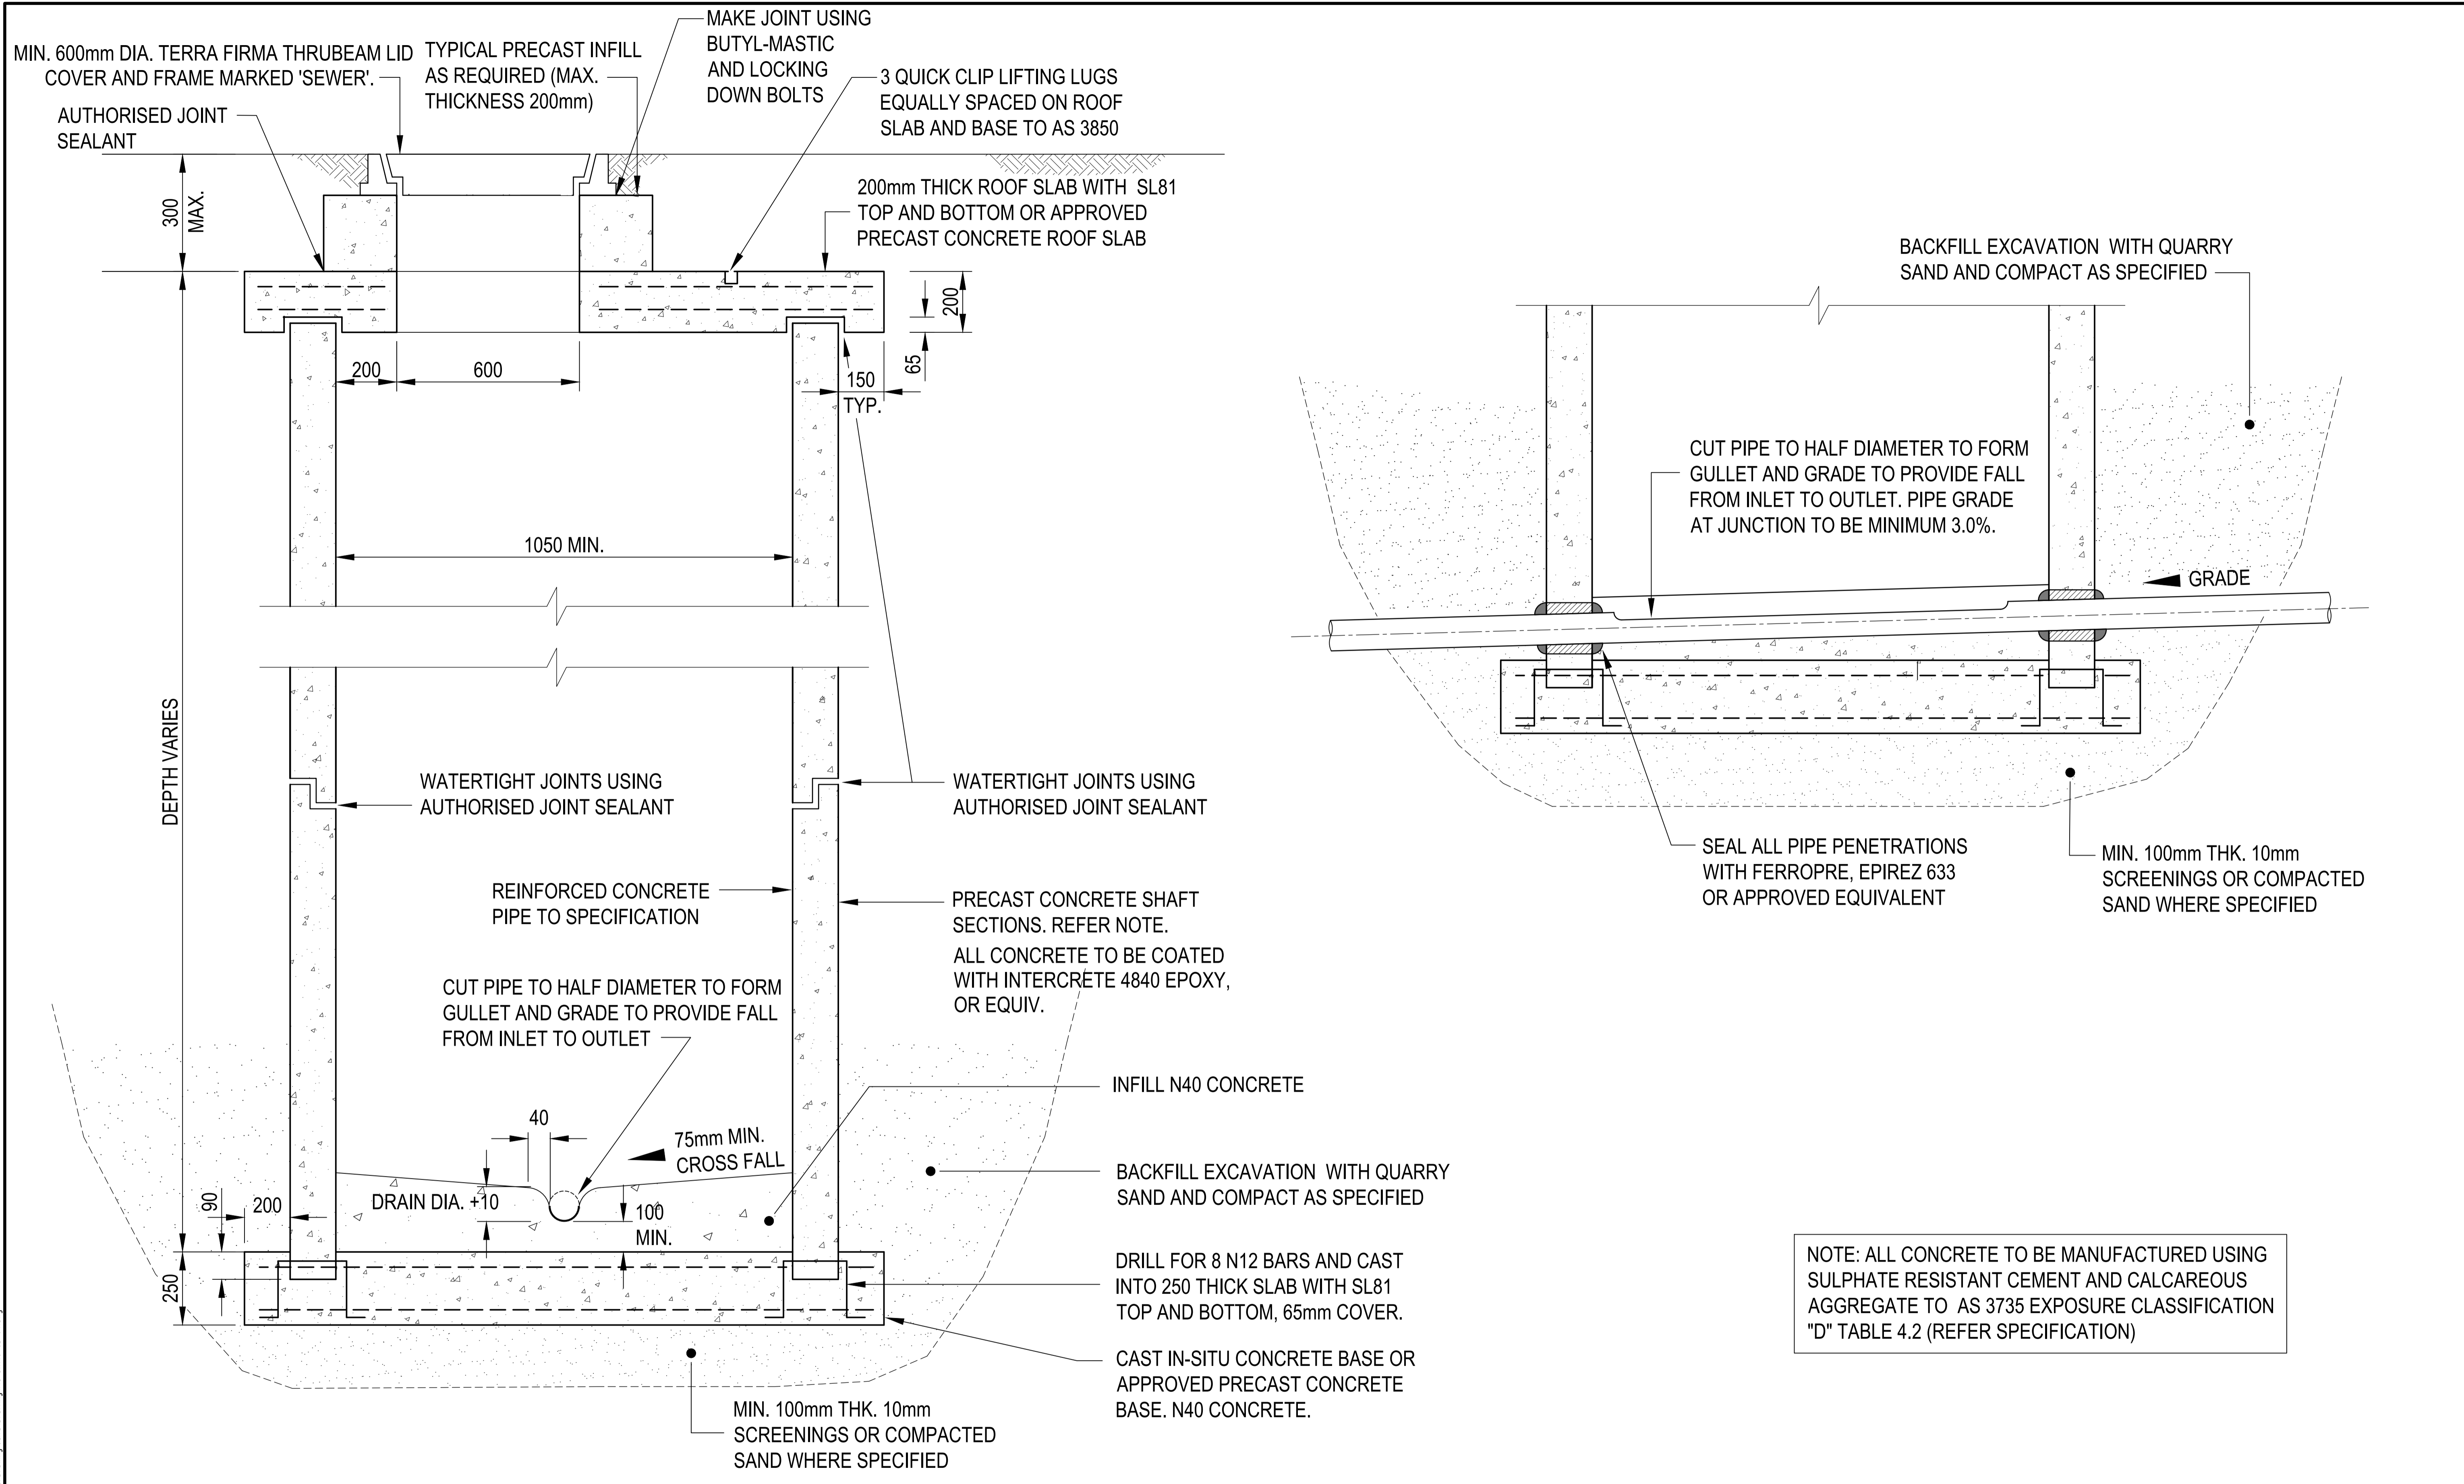 MIN. 600mm DIA. TERRA FIRMA THRUBEAM LID
COVER AND FRAME MARKED 'SEWER'.
AUTHORISED JOINT
SEALANT
TYPICAL PRECAST INFILL
AS REQUIRED (MAX.
THICKNESS 200mm)
MAKE JOINT USING
BUTYL-MASTIC
AND LOCKING
DOWN BOLTS
3 QUICK CLIP LIFTING LUGS
EQUALLY SPACED ON ROOF
SLAB AND BASE TO AS 3850
200mm THICK ROOF SLAB WITH SL81
TOP AND BOTTOM OR APPROVED
PRECAST CONCRETE ROOF SLAB
300
MAX.
200
65
200
600
150
TYP.
1050 MIN.
DEPTH VARIES
WATERTIGHT JOINTS USING
AUTHORISED JOINT SEALANT
WATERTIGHT JOINTS USING
AUTHORISED JOINT SEALANT
REINFORCED CONCRETE
PIPE TO SPECIFICATION
PRECAST CONCRETE SHAFT
SECTIONS. REFER NOTE.
ALL CONCRETE TO BE COATED
WITH INTERCRETE 4840 EPOXY,
OR EQUIV.
CUT PIPE TO HALF DIAMETER TO FORM
GULLET AND GRADE TO PROVIDE FALL
FROM INLET TO OUTLET
40
75mm MIN.
CROSS FALL
DRAIN DIA. +10
100
MIN.
90
200
250
INFILL N40 CONCRETE
BACKFILL EXCAVATION WITH QUARRY
SAND AND COMPACT AS SPECIFIED
DRILL FOR 8 N12 BARS AND CAST
INTO 250 THICK SLAB WITH SL81
TOP AND BOTTOM, 65mm COVER.
CAST IN-SITU CONCRETE BASE OR
APPROVED PRECAST CONCRETE
BASE. N40 CONCRETE.
MIN. 100mm THK. 10mm
SCREENINGS OR COMPACTED
SAND WHERE SPECIFIED
BACKFILL EXCAVATION WITH QUARRY
SAND AND COMPACT AS SPECIFIED
CUT PIPE TO HALF DIAMETER TO FORM
GULLET AND GRADE TO PROVIDE FALL
FROM INLET TO OUTLET. PIPE GRADE
AT JUNCTION TO BE MINIMUM 3.0%.
GRADE
SEAL ALL PIPE PENETRATIONS
WITH FERROPRE, EPIREZ 633
OR APPROVED EQUIVALENT
MIN. 100mm THK. 10mm
SCREENINGS OR COMPACTED
SAND WHERE SPECIFIED
NOTE: ALL CONCRETE TO BE MANUFACTURED USING
SULPHATE RESISTANT CEMENT AND CALCAREOUS
AGGREGATE TO AS 3735 EXPOSURE CLASSIFICATION
"D" TABLE 4.2 (REFER SPECIFICATION)